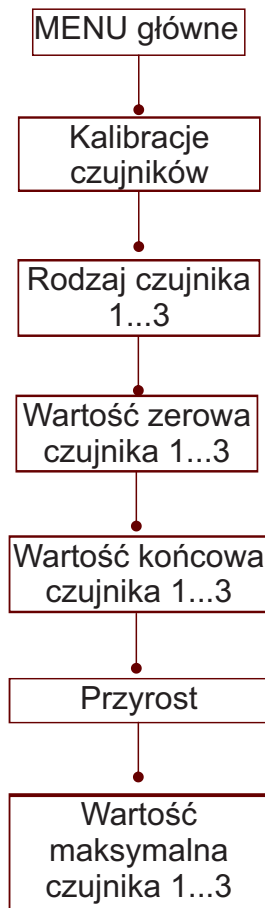 MENU główne
Kalibracje
czujników
Rodzaj czujnika
1...3
Wartość zerowa
czujnika 1...3
Wartość końcowa
czujnika 1...3
Przyrost
Wartość
maksymalna
czujnika 1...3